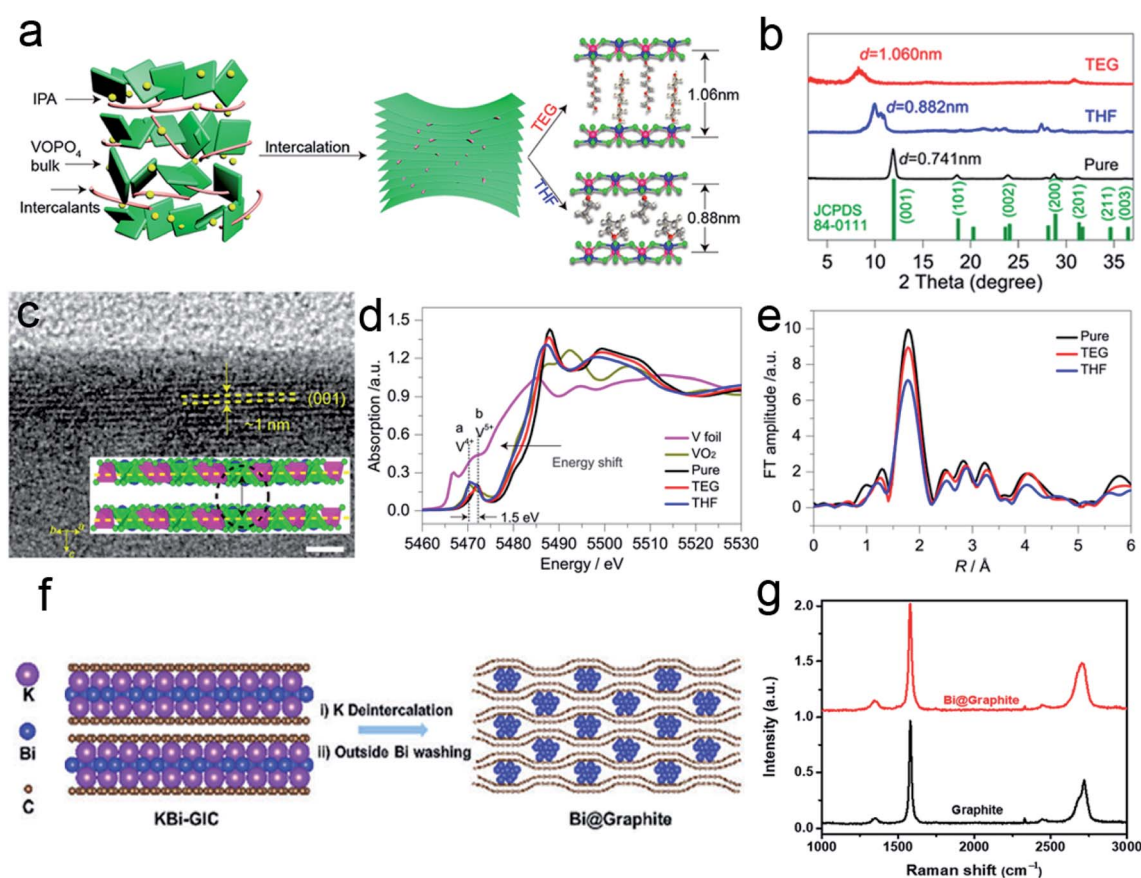 a
IPA
VOPO4
bulk
Intercalants
Intercalation
TEG
THF
1.06nm
0.88nm
b
d=1.060nm
TEG
d=0.882nm
THF
d=0.741nm
Pure
JCPDS
84-0111
(001)
(101)
(002)
(200)
(201)
(211)
(003)
5 10 15 20 25 30 35
2 Theta (degree)
c
(001)
~1 nm
b
a
c
d
Absorption /a.u.
1.5
1.2
0.9
0.6
0.3
0.0
a
V4+
b
V5+
Energy shift
1.5 eV
V foil
VO2
Pure
TEG
THF
5460 5470 5480 5490 5500 5510 5520 5530
Energy / eV
e
FT amplitude /a.u.
10
8
6
4
2
0
Pure
TEG
THF
0 1 2 3 4 5 6
R / Å
f
K
Bi
C
KBi-GIC
i) K Deintercalation
ii) Outside Bi washing
Bi@Graphite
g
Intensity (a.u.)
2.0
1.5
1.0
0.5
0.0
Bi@Graphite
Graphite
1000 1500 2000 2500 3000
Raman shift (cm⁻¹)